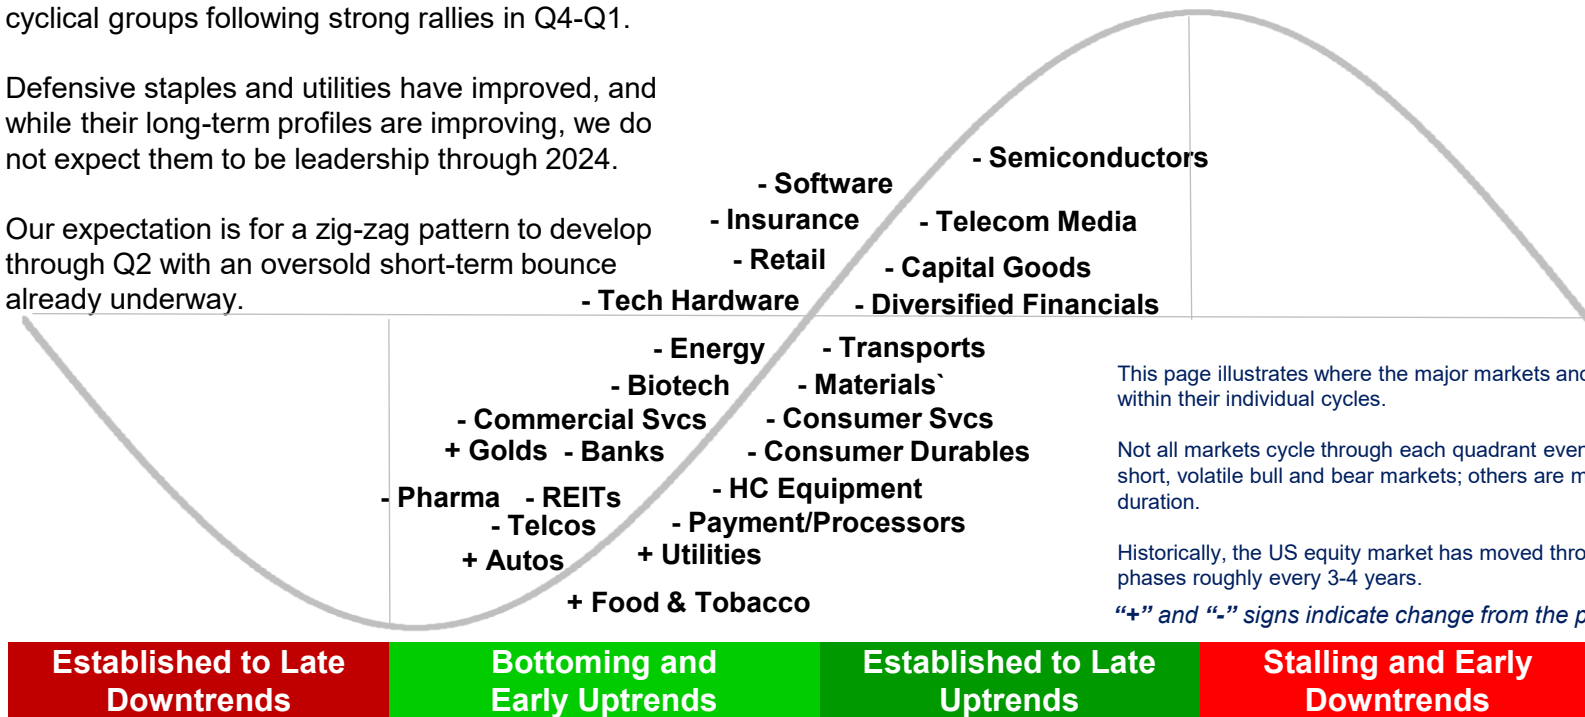 cyclical groups following strong rallies in Q4-Q1.
Defensive staples and utilities have improved, and
while their long-term profiles are improving, we do
not expect them to be leadership through 2024.
Our expectation is for a zig-zag pattern to develop
through Q2 with an oversold short-term bounce
already underway.
- Semiconductors
- Software
- Insurance
- Telecom Media
- Retail
- Capital Goods
- Tech Hardware
- Diversified Financials
- Energy
- Transports
- Biotech
- Materials`
- Commercial Svcs
- Consumer Svcs
+ Golds
- Banks
- Consumer Durables
- Pharma
- REITs
- HC Equipment
- Telcos
- Payment/Processors
+ Autos
+ Utilities
+ Food & Tobacco
This page illustrates where the major markets and
within their individual cycles.
Not all markets cycle through each quadrant even
short, volatile bull and bear markets; others are m
duration.
Historically, the US equity market has moved thro
phases roughly every 3-4 years.
“+” and “-” signs indicate change from the p
Established to Late
Downtrends
Bottoming and
Early Uptrends
Established to Late
Uptrends
Stalling and Early
Downtrends